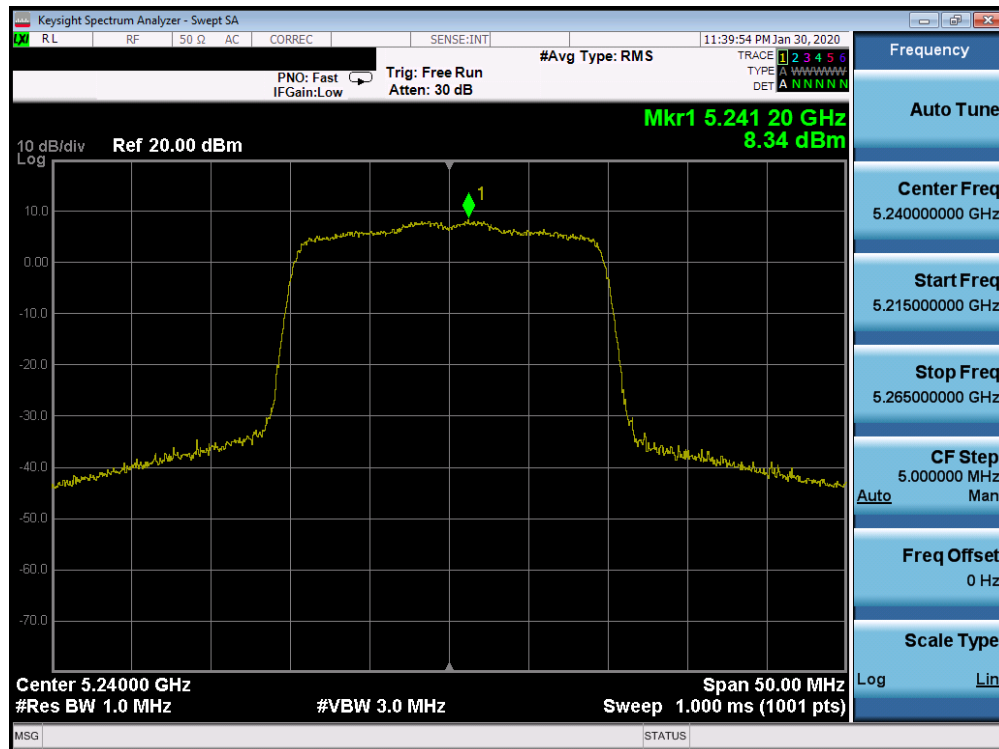 Keysight Spectrum Analyzer - Swept SA
LXI RL RF 50 Ω AC CORREC SENSE:INT 11:39:54 PM Jan 30, 2020
#Avg Type: RMS TRACE 1 2 3 4 5 6
PNO: Fast Trig: Free Run TYPE A WWWWW
IFGain:Low Atten: 30 dB DET A N N N N N
Mkr1 5.241 20 GHz
8.34 dBm
10 dB/div Ref 20.00 dBm
Log
1
10.0
0.00
-10.0
-20.0
-30.0
-40.0
-50.0
-60.0
-70.0
Center 5.24000 GHz Span 50.00 MHz
#Res BW 1.0 MHz #VBW 3.0 MHz Sweep 1.000 ms (1001 pts)
MSG STATUS
Frequency
Auto Tune
Center Freq
5.240000000 GHz
Start Freq
5.215000000 GHz
Stop Freq
5.265000000 GHz
CF Step
5.000000 MHz
Auto Man
Freq Offset
0 Hz
Scale Type
Log Lin